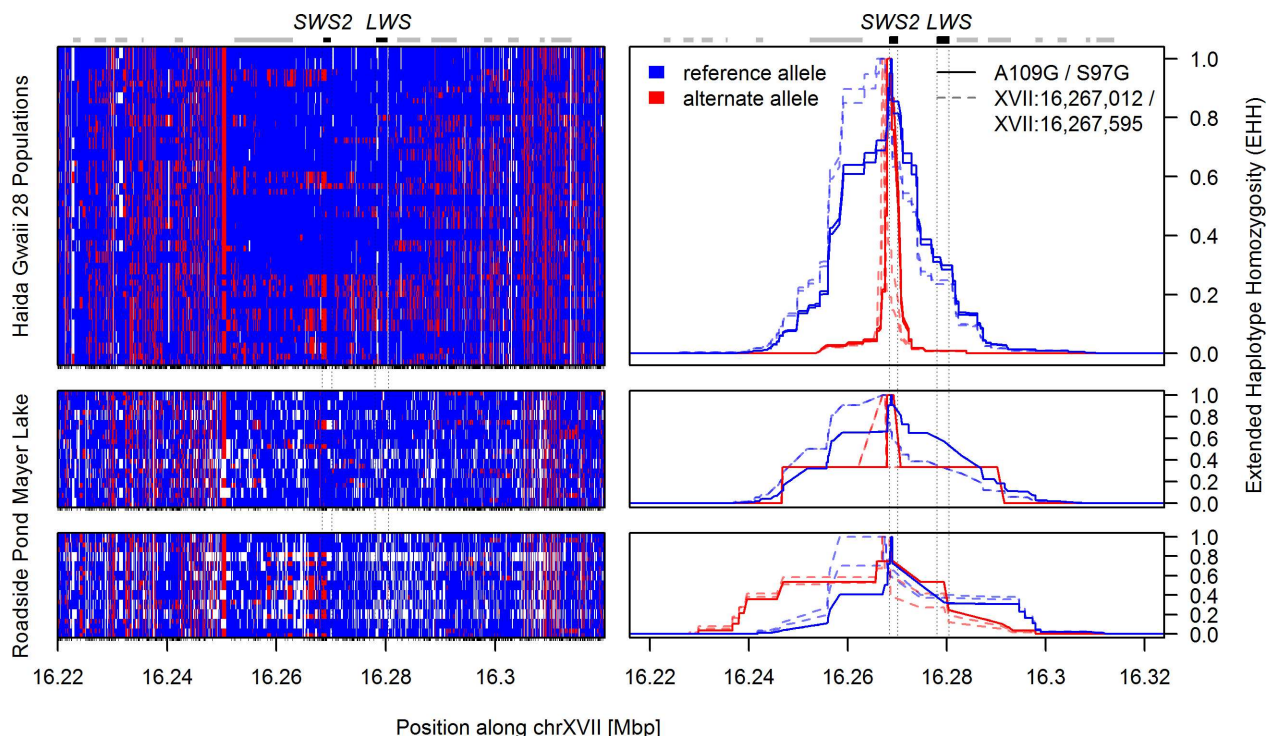 SWS2 LWS
SWS2 LWS
Haida Gwaii 28 Populations
Mayer Lake
Roadside Pond
reference allele
alternate allele
A109G / S97G
XVII:16,267,012 /
XVII:16,267,595
1.0
0.8
0.6
0.4
0.2
0.0
1.0
0.8
0.6
0.4
0.2
0.0
1.0
0.8
0.6
0.4
0.2
0.0
Extended Haplotype Homozygosity (EHH)
16.22 16.24 16.26 16.28 16.3
16.22 16.24 16.26 16.28 16.3 16.32
Position along chrXVII [Mbp]